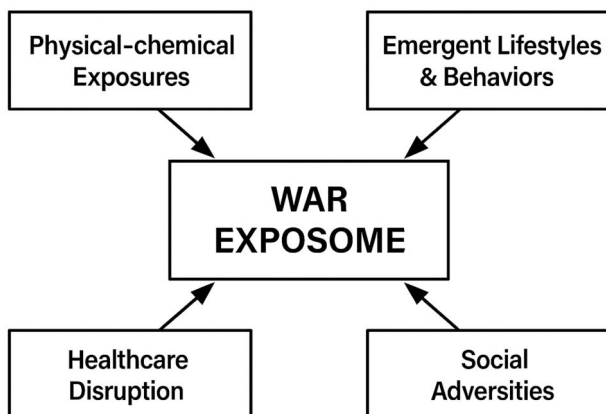 Physical-chemical
Exposures
Emergent Lifestyles
& Behaviors
WAR
EXPOSOME
Healthcare
Disruption
Social
Adversities